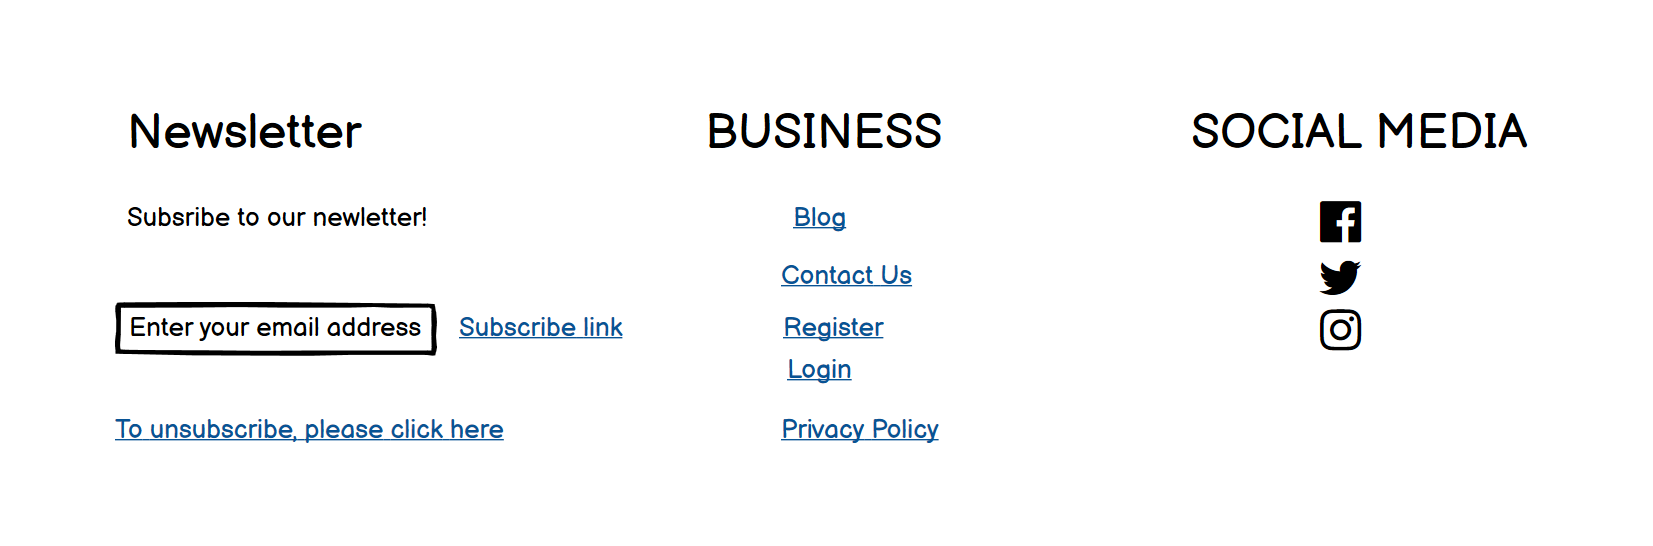 Newsletter
Subsribe to our newletter!
Enter your email address
Subscribe link
To unsubscribe, please click here
BUSINESS
Blog
Contact Us
Register
Login
Privacy Policy
SOCIAL MEDIA